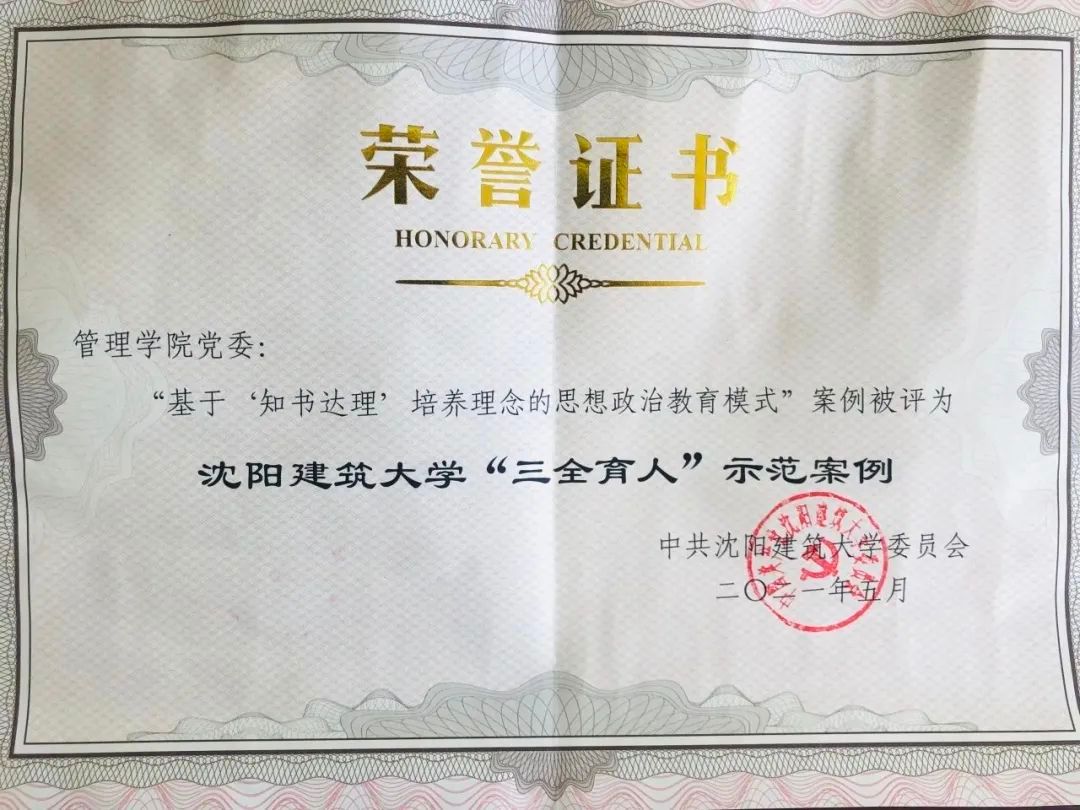 荣誉证书
HONORARY CREDENTIAL
管理学院党委：
“基于‘知书达理’培养理念的思想政治教育模式”案例被评为
沈阳建筑大学“三全育人”示范案例
中共沈阳建筑大学委员会
二〇二一年五月